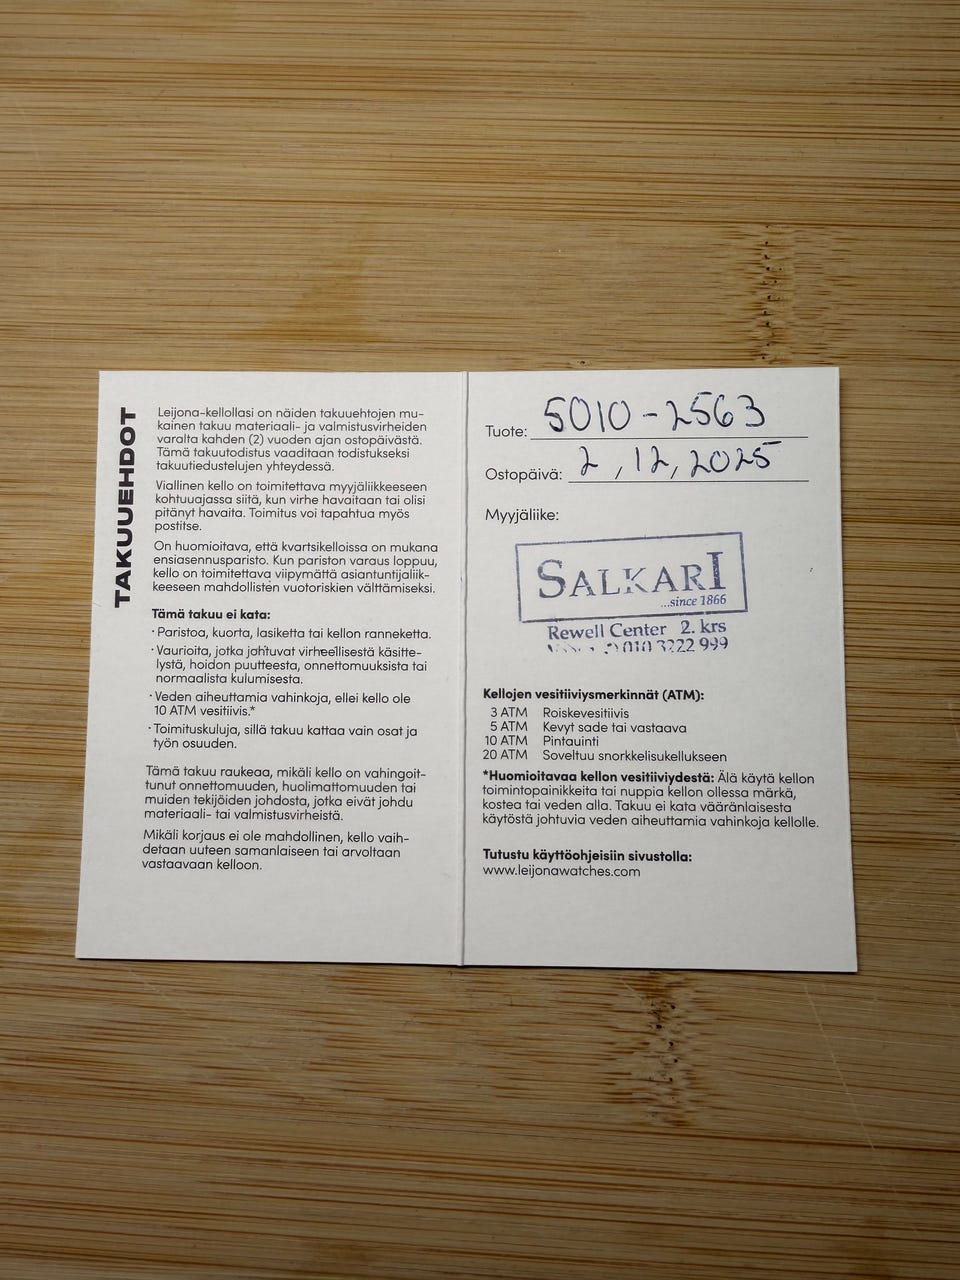 TAKUUEHDOT
Leijona-kellollasi on näiden takuuehtojen mu-
kainen takuu materiaali- ja valmistusvirheiden
varalta kahden (2) vuoden ajan ostopäivästä.
Tämä takuutodistus vaaditaan todistukseksi
takuutiedustelujen yhteydessä.
Viallinen kello on toimitettava myyjäliikkeeseen
kohtuuajassa siitä, kun virhe havaitaan tai olisi
pitänyt havaita. Toimitus voi tapahtua myös
postitse.
On huomioitava, että kvartsikelloissa on mukana
ensiasennusparisto. Kun pariston varaus loppuu,
kello on toimitettava viipymättä asiantuntijaliik-
keeseen mahdollisten vuotoriskien välttämiseksi.
Tämä takuu ei kata:
· Paristoa, kuorta, lasiketta tai kellon ranneketta.
· Vaurioita, jotka johtuvat virheellisestä käsitte-
lystä, hoidon puutteesta, onnettomuuksista tai
normaalista kulumisesta.
· Veden aiheuttamia vahinkoja, ellei kello ole
10 ATM vesitiivis.*
· Toimituskuluja, sillä takuu kattaa vain osat ja
työn osuuden.
Tämä takuu raukeaa, mikäli kello on vahingoit-
tunut onnettomuuden, huolimattomuuden tai
muiden tekijöiden johdosta, jotka eivät johdu
materiaali- tai valmistusvirheistä.
Mikäli korjaus ei ole mahdollinen, kello vaih-
detaan uuteen samanlaiseen tai arvoltaan
vastaavaan kelloon.
Tuote: 5010-2563
Ostopäivä: 2,12,2025
Myyjäliike:
SALKARI
...since 1866
Rewell Center 2. krs
010 3222 999
Kellojen vesitiiviysmerkinnät (ATM):
3 ATM Roiskevesitiivis
5 ATM Kevyt sade tai vastaava
10 ATM Pintauinti
20 ATM Soveltuu snorkkelisukellukseen
*Huomioitavaa kellon vesitiiviydestä: Älä käytä kellon
toimintopainikkeita tai nuppia kellon ollessa märkä,
kostea tai veden alla. Takuu ei kata vääränlaisesta
käytöstä johtuvia veden aiheuttamia vahinkoja kellolle.
Tutustu käyttöohjeisiin sivustolla:
www.leijonawatches.com